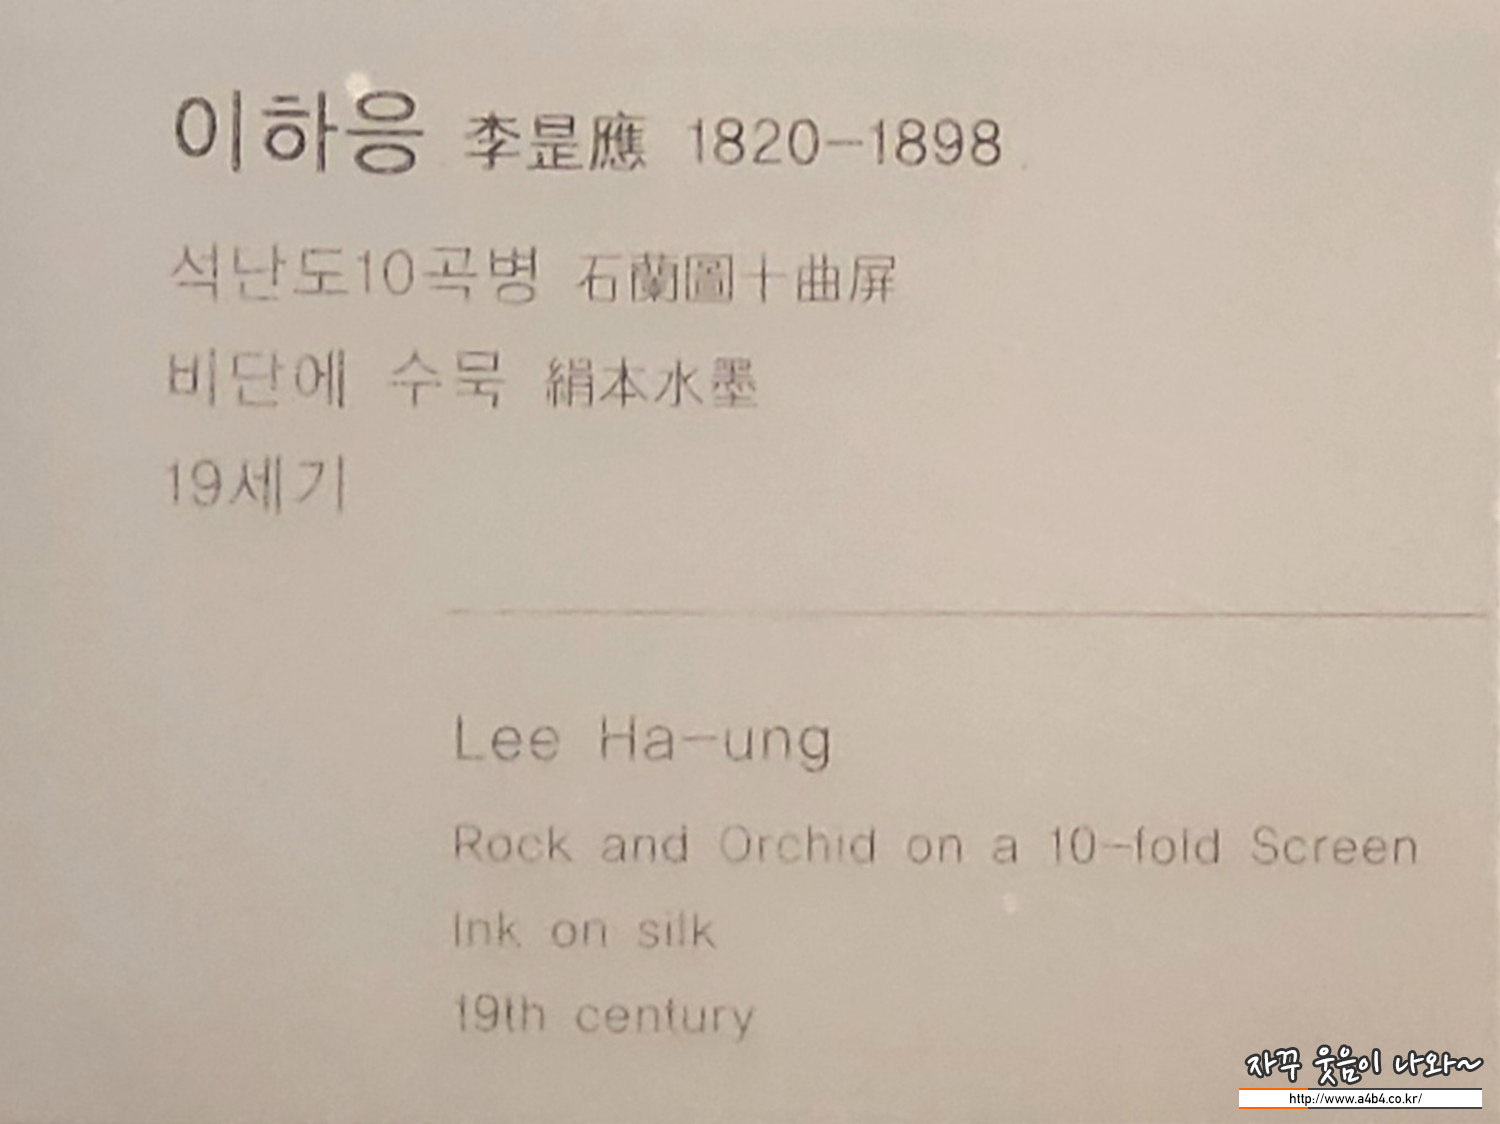 이하응 李昰應 1820-1898
석난도10곡병 石蘭圖十曲屛
비단에 수묵 絹本水墨
19세기
Lee Ha-ung
Rock and Orchid on a 10-fold Screen
Ink on silk
19th century
자꾸 웃음이 나와~
http://www.a4b4.co.kr/